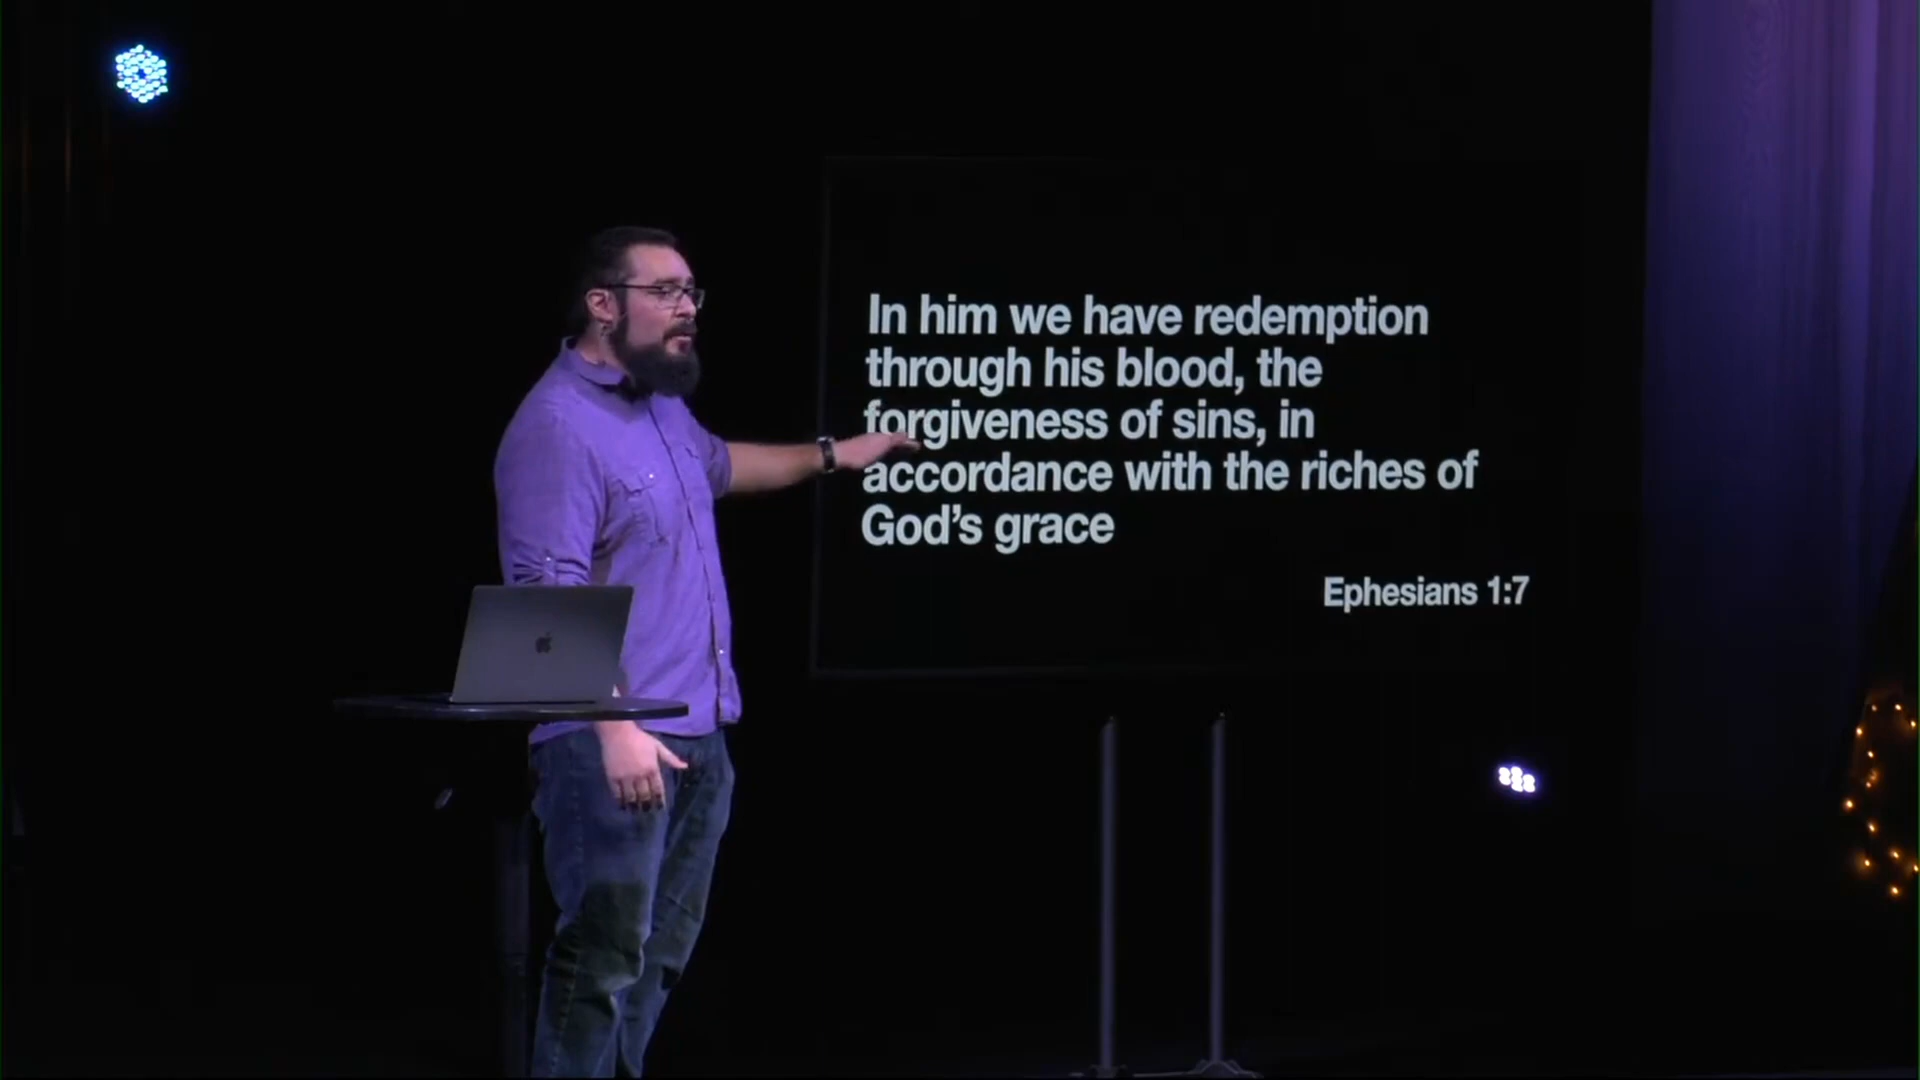 In him we have redemption
through his blood, the
forgiveness of sins, in
accordance with the riches of
God’s grace
Ephesians 1:7